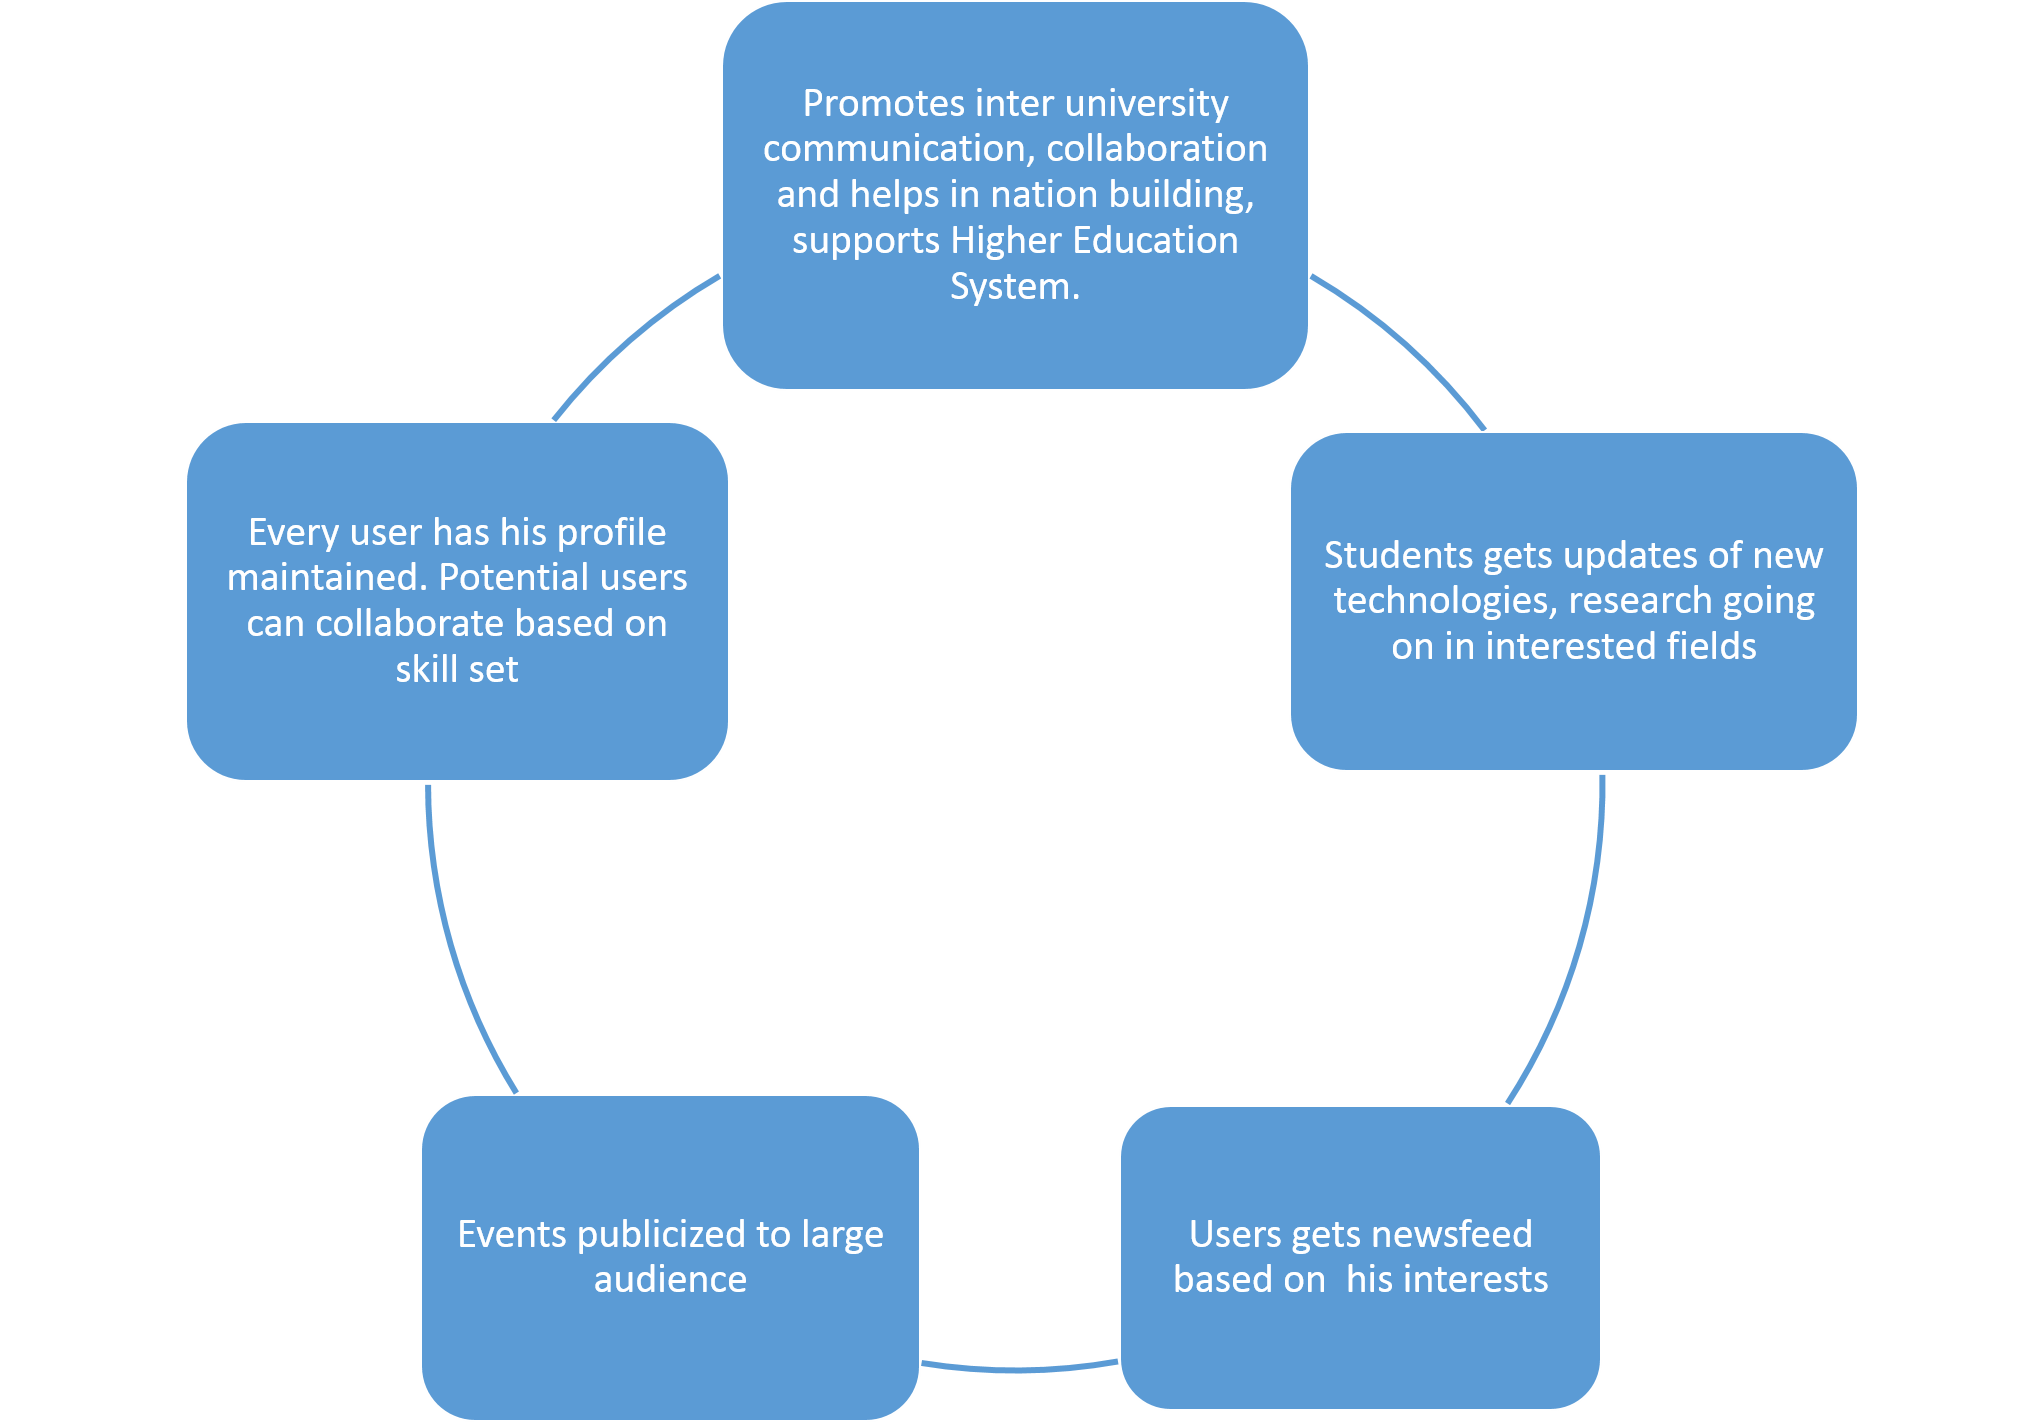 Promotes inter university
communication, collaboration
and helps in nation building,
supports Higher Education
System.
Students gets updates of new
technologies, research going
on in interested fields
Users gets newsfeed
based on  his interests
Events publicized to large
audience
Every user has his profile
maintained. Potential users
can collaborate based on
skill set